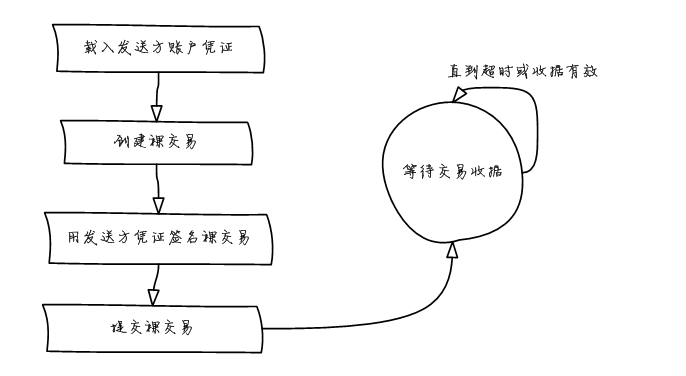 载入发送方账户凭证
创建裸交易
用发送方凭证签名裸交易
提交裸交易
直到超时或收据有效
等待交易收据